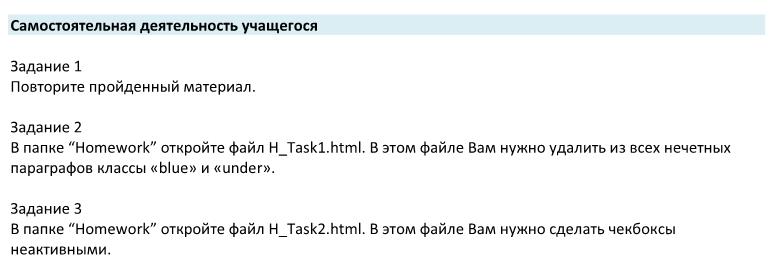 Самостоятельная деятельность учащегося
Задание 1
Повторите пройденный материал.
Задание 2
В папке “Homework” откройте файл H_Task1.html. В этом файле Вам нужно удалить из всех нечетных
параграфов классы «blue» и «under».
Задание 3
В папке “Homework” откройте файл H_Task2.html. В этом файле Вам нужно сделать чекбоксы
неактивными.